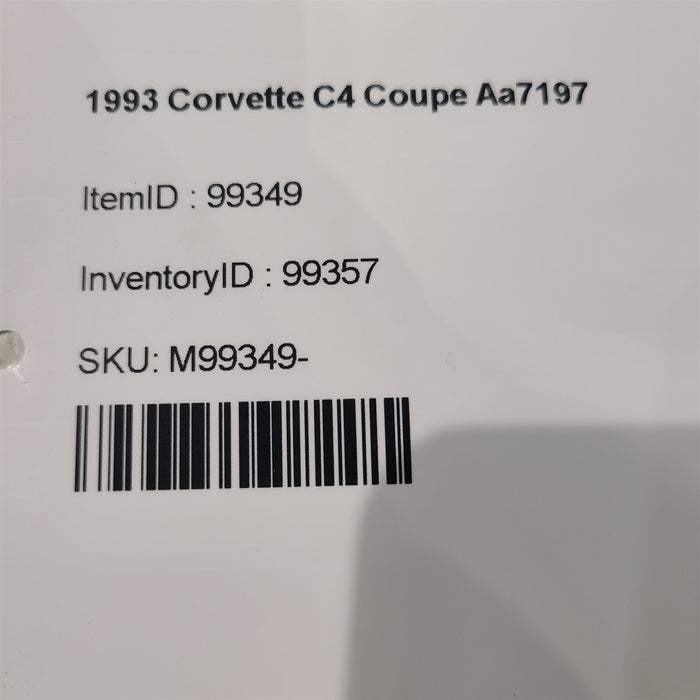 1993 Corvette C4 Coupe Aa7197
ItemID : 99349
InventoryID : 99357
SKU: M99349-